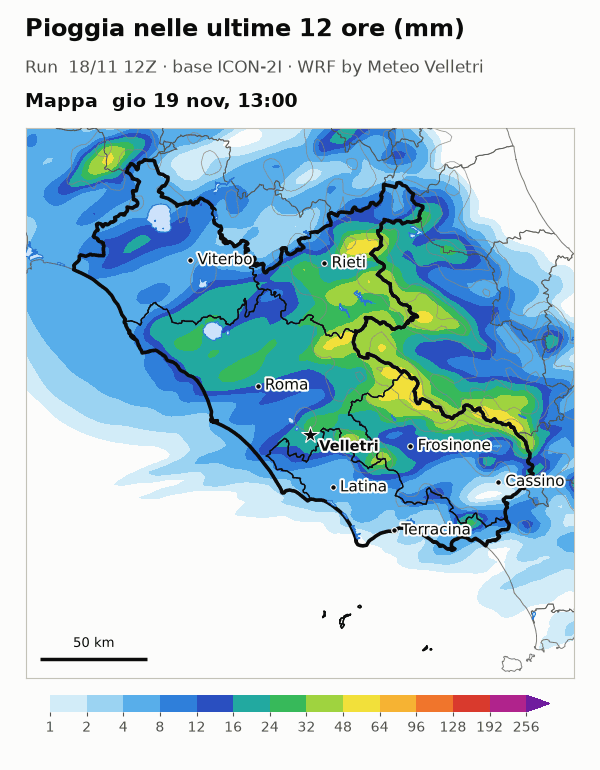 Pioggia nelle ultime 12 ore (mm)
Run 18/11 12Z · base ICON-2I · WRF by Meteo Velletri
Mappa gio 19 nov, 13:00
Viterbo
Rieti
Roma
Velletri
Frosinone
Cassino
Latina
Terracina
50 km
1 2 4 8 12 16 24 32 48 64 96 128 192 256